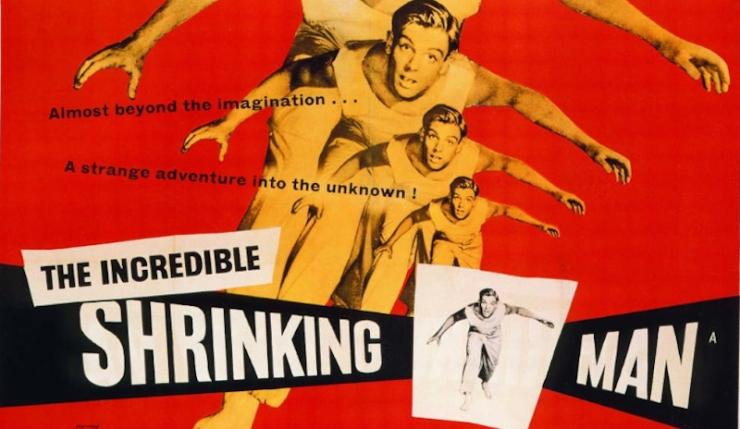 Almost beyond the imagination . . .
A strange adventure into the unknown !
THE INCREDIBLE
SHRINKING
MAN
A